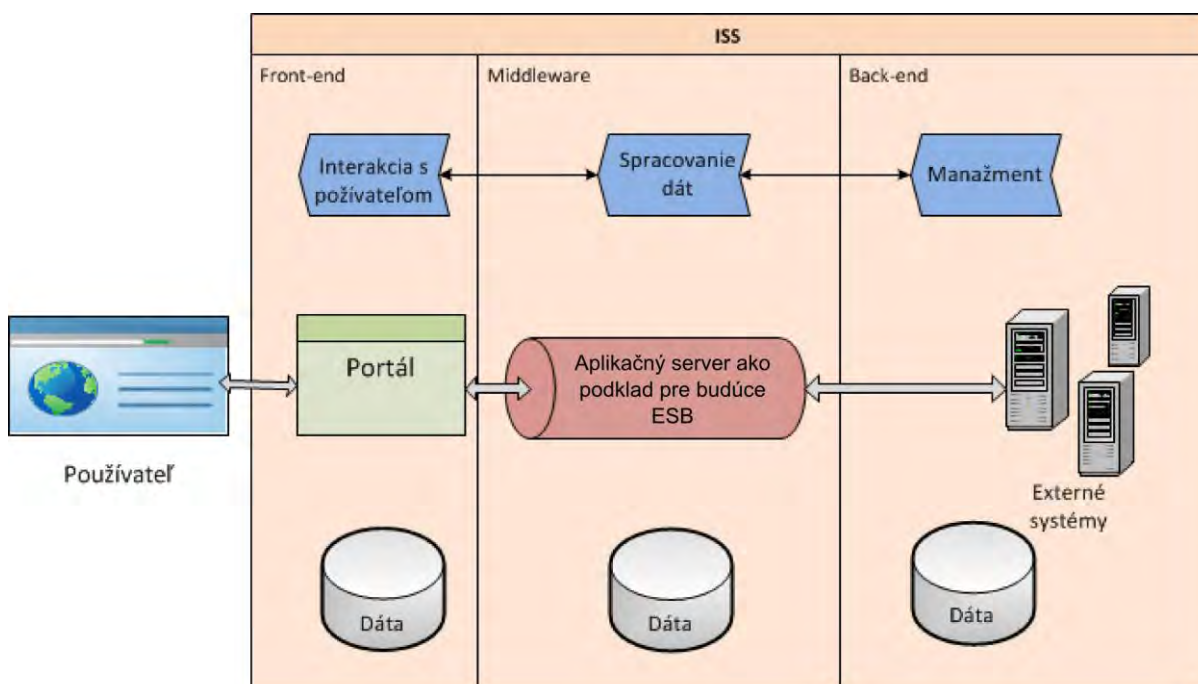 ISS
Front-end
Middleware
Back-end
Interakcia s
požívateľom
Spracovanie
dát
Manažment
Portál
Aplikačný server ako
podklad pre budúce
ESB
Používateľ
Externé
systémy
Dáta
Dáta
Dáta